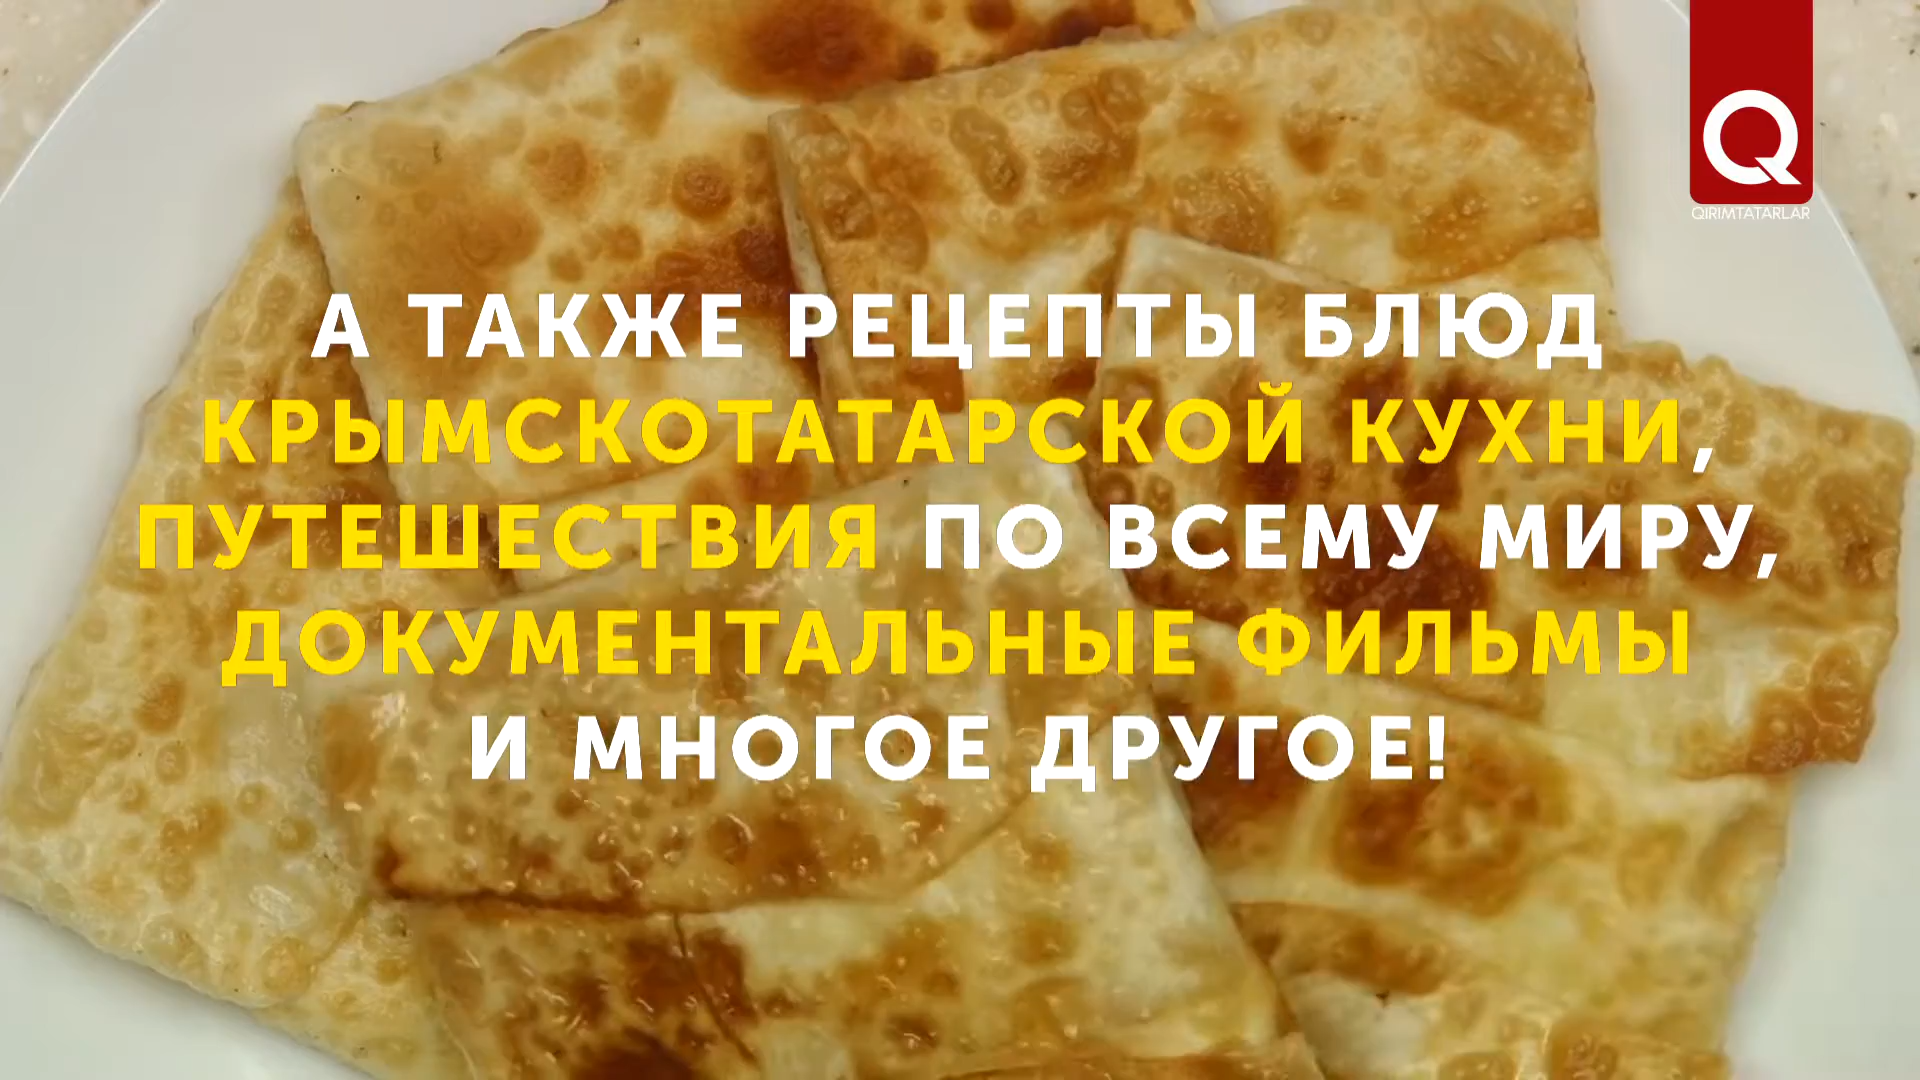 Q
QIRIMTATARLAR
А ТАКЖЕ РЕЦЕПТЫ БЛЮД
КРЫМСКОТАТАРСКОЙ КУХНИ,
ПУТЕШЕСТВИЯ ПО ВСЕМУ МИРУ,
ДОКУМЕНТАЛЬНЫЕ ФИЛЬМЫ
И МНОГОЕ ДРУГОЕ!